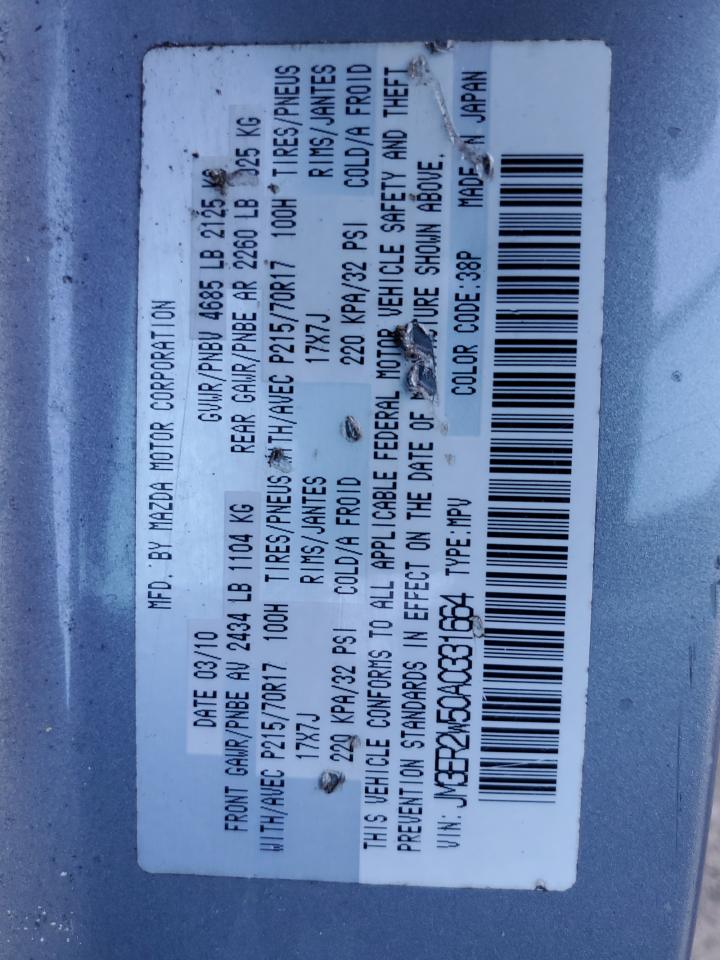 MFD. BY MAZDA MOTOR CORPORATION
DATE 03/10 GVWR/PNBV 4685 LB 2125 KG
FRONT GAWR/PNBE AV 2434 LB 1104 KG REAR GAWR/PNBE AR 2260 LB KG
WITH/AVEC P215/70R17 100H TIRES/PNEUS WITH/AVEC P215/70R17 100H TIRES/PNEUS
17X7J RIMS/JANTES 17X7J RIMS/JANTES
220 KPA/32 PSI COLD/A FROID 220 KPA/32 PSI COLD/A FROID
THIS VEHICLE CONFORMS TO ALL APPLICABLE FEDERAL MOTOR VEHICLE SAFETY AND THEFT
PREVENTION STANDARDS IN EFFECT ON THE DATE OF SHOWN ABOVE.
VIN: JM3ER2W50A0331664 TYPE:MPV COLOR CODE:38P MADE IN JAPAN